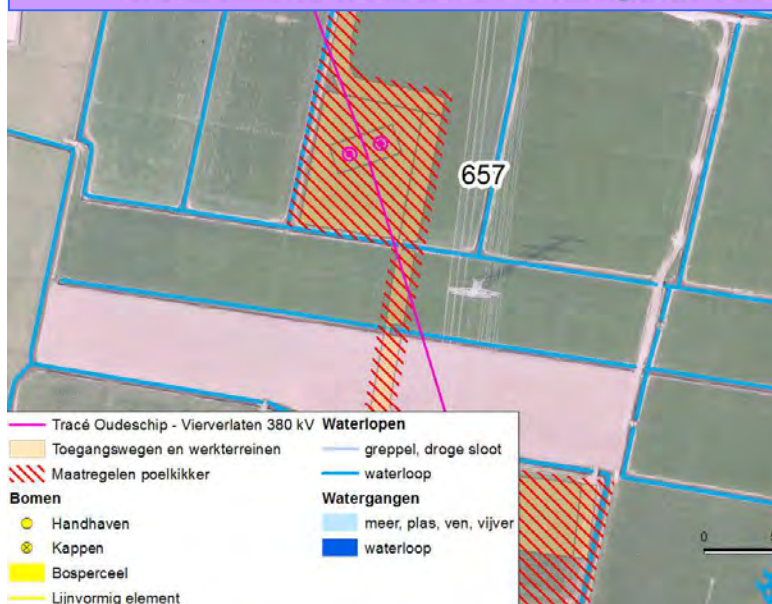 657
Tracé Oudeschip - Vierverlaten 380 kV
Toegangswegen en werkterreinen
Maatregelen poelkikker
Bomen
Handhaven
Kappen
Bosperceel
Lijnvormig element
Waterlopen
greppel, droge sloot
waterloop
Watergangen
meer, plas, ven, vijver
waterloop
0